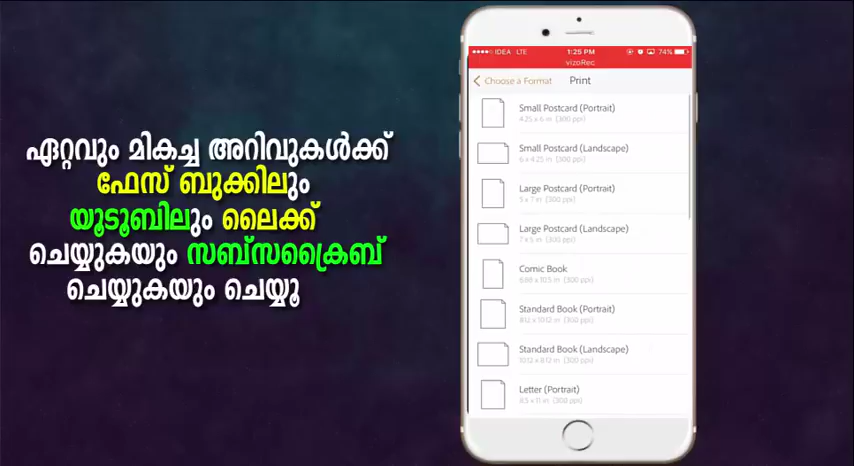 ഏറ്റവും മികച്ച അറിവുകൾക്ക്
ഫേസ് ബുക്കിലും
യൂടൂബിലും ലൈക്ക്
ചെയ്യുകയും സബ്സക്രൈബ്
ചെയ്യുകയും ചെയ്യൂ
IDEA LTE 1:25 PM 74%
vizoRec
Choose a Format Print
Small Postcard (Portrait)
4.25 x 6 in (300 ppi)
Small Postcard (Landscape)
6 x 4.25 in (300 ppi)
Large Postcard (Portrait)
5 x 7 in (300 ppi)
Large Postcard (Landscape)
7 x 5 in (300 ppi)
Comic Book
6.88 x 10.5 in (300 ppi)
Standard Book (Portrait)
8.12 x 10.12 in (300 ppi)
Standard Book (Landscape)
10.12 x 8.12 in (300 ppi)
Letter (Portrait)
8.5 x 11 in (300 ppi)